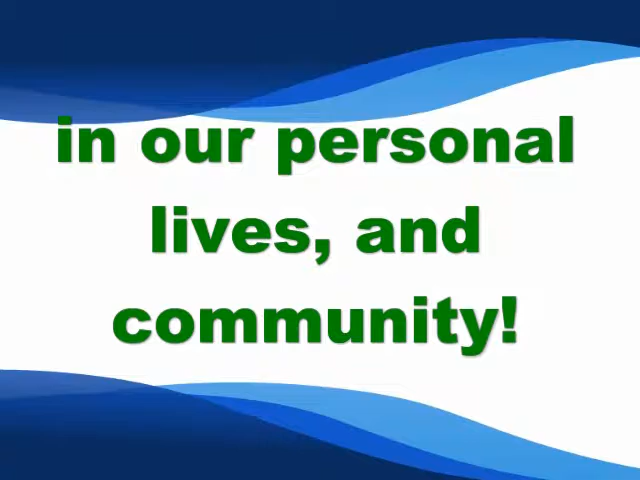 in our personal
lives, and
community!